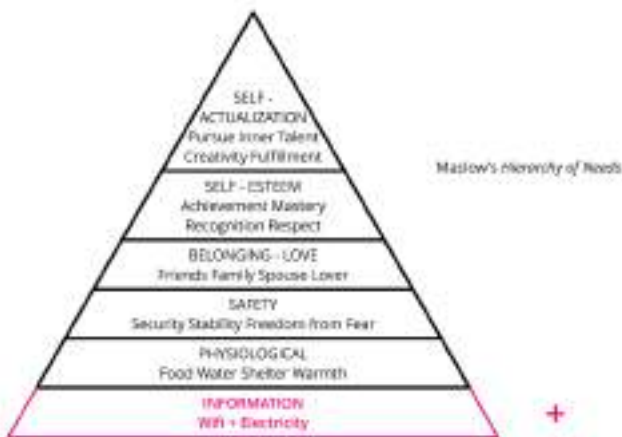 SELF -
ACTUALIZATION
Pursue Inner Talent
Creativity Fulfillment
SELF - ESTEEM
Achievement Mastery
Recognition Respect
Maslow's Hierarchy of Needs
BELONGING - LOVE
Friends Family Spouse Lover
SAFETY
Security Stability Freedom from Fear
PHYSIOLOGICAL
Food Water Shelter Warmth
INFORMATION
Wifi + Electricity
+